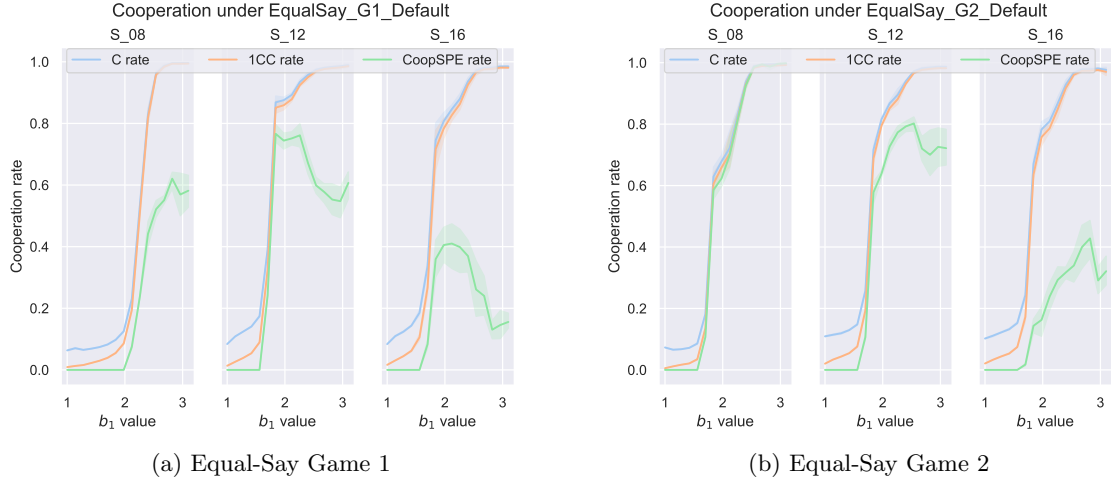 Cooperation under EqualSay_G1_Default
S_08 S_12 S_16
C rate 1CC rate CoopSPE rate
Cooperation rate
1.0
0.8
0.6
0.4
0.2
0.0
1 2 3 1 2 3 1 2 3
b₁ value b₁ value b₁ value
(a) Equal-Say Game 1
Cooperation under EqualSay_G2_Default
S_08 S_12 S_16
C rate 1CC rate CoopSPE rate
Cooperation rate
1.0
0.8
0.6
0.4
0.2
0.0
1 2 3 1 2 3 1 2 3
b₁ value b₁ value b₁ value
(b) Equal-Say Game 2